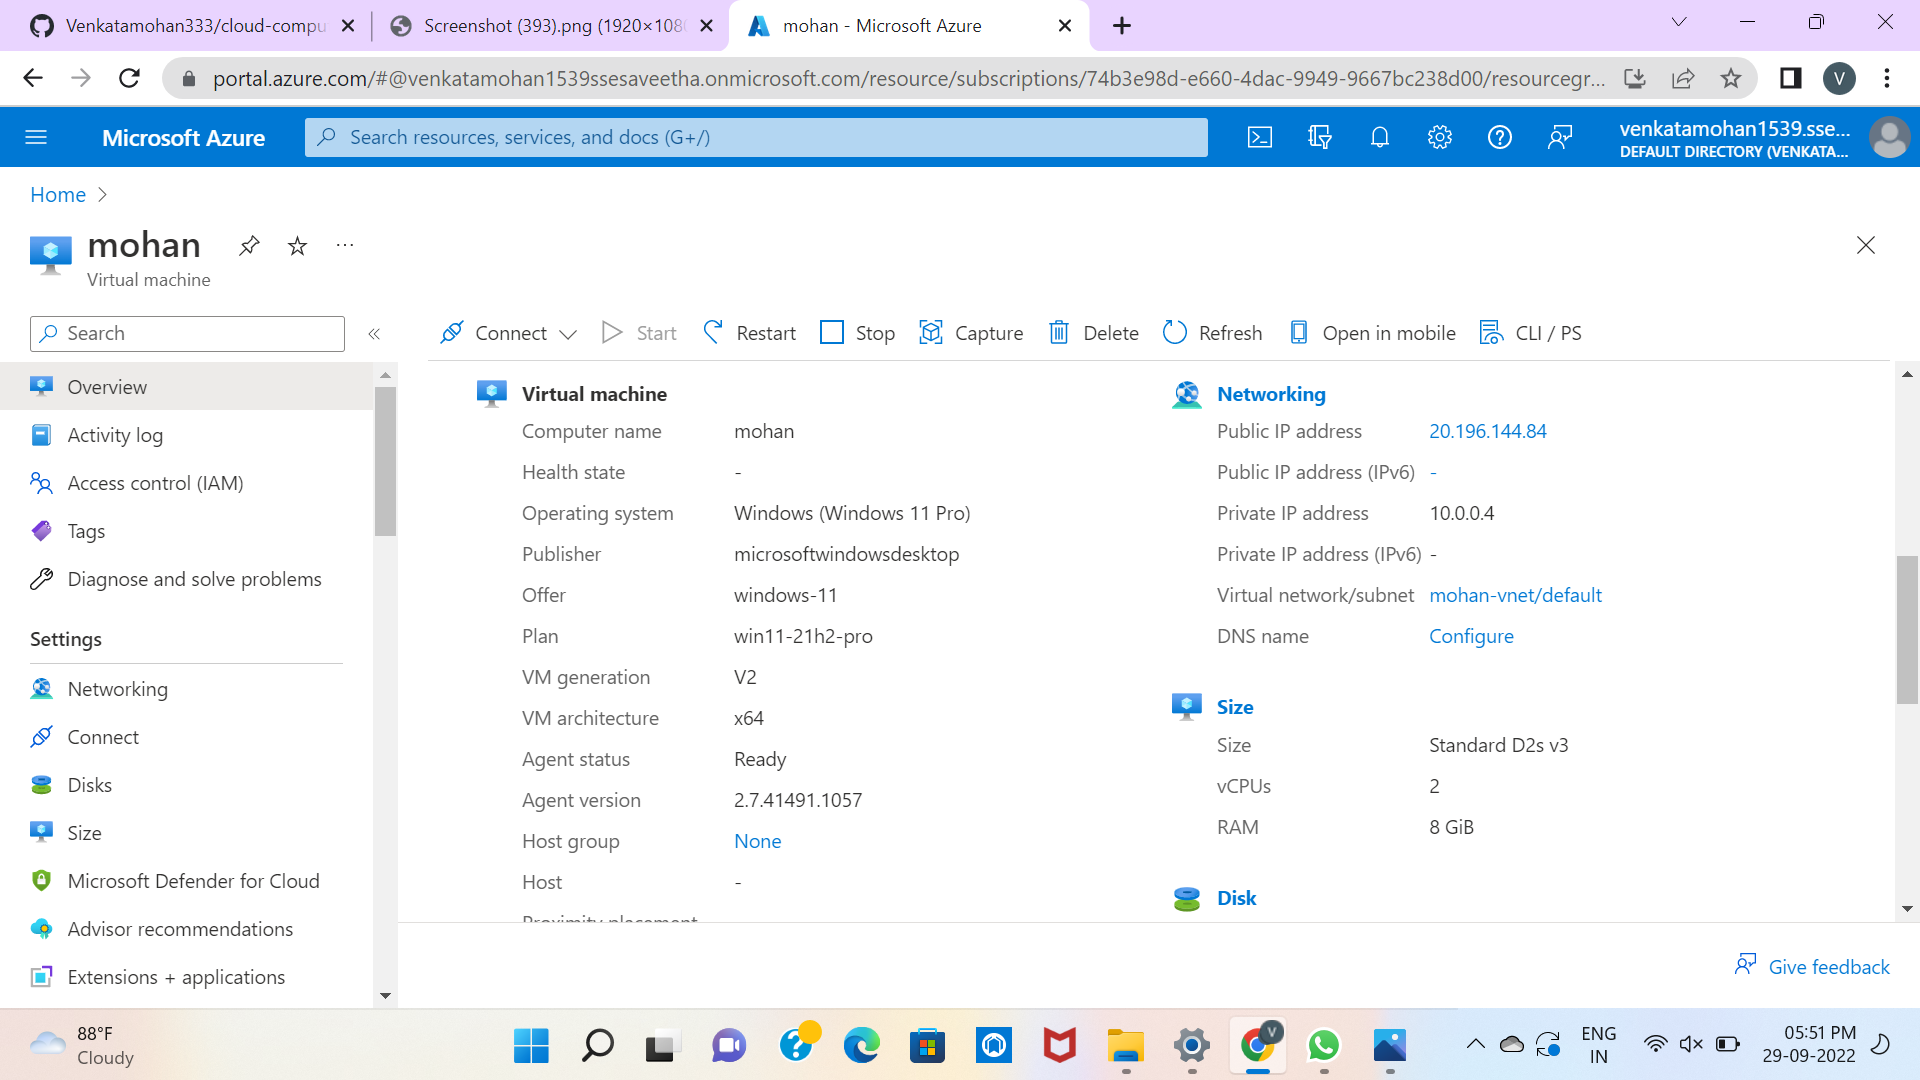 Venkatamohan333/cloud-compu
Screenshot (393).png (1920×1080
mohan - Microsoft Azure
portal.azure.com/#@venkatamohan1539ssesaveetha.onmicrosoft.com/resource/subscriptions/74b3e98d-e660-4dac-9949-9667bc238d00/resourcegr...
V
Microsoft Azure
Search resources, services, and docs (G+/)
venkatamohan1539.sse...
DEFAULT DIRECTORY (VENKATA...
Home
mohan
Virtual machine
Search
Connect
Start
Restart
Stop
Capture
Delete
Refresh
Open in mobile
CLI / PS
Overview
Activity log
Access control (IAM)
Tags
Diagnose and solve problems
Settings
Networking
Connect
Disks
Size
Microsoft Defender for Cloud
Advisor recommendations
Extensions + applications
Virtual machine
Computer name mohan
Health state -
Operating system Windows (Windows 11 Pro)
Publisher microsoftwindowsdesktop
Offer windows-11
Plan win11-21h2-pro
VM generation V2
VM architecture x64
Agent status Ready
Agent version 2.7.41491.1057
Host group None
Host -
Proximity placement
Networking
Public IP address 20.196.144.84
Public IP address (IPv6) -
Private IP address 10.0.0.4
Private IP address (IPv6) -
Virtual network/subnet mohan-vnet/default
DNS name Configure
Size
Size Standard D2s v3
vCPUs 2
RAM 8 GiB
Disk
Give feedback
88°F
Cloudy
V
ENG
IN
05:51 PM
29-09-2022